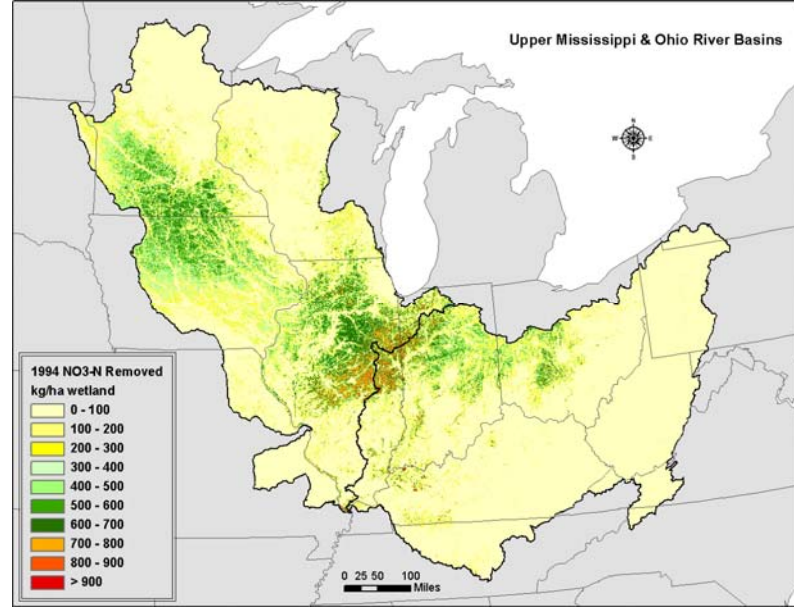 Upper Mississippi & Ohio River Basins
N
W E
S
1994 NO3-N Removed
kg/ha wetland
0 - 100
100 - 200
200 - 300
300 - 400
400 - 500
500 - 600
600 - 700
700 - 800
800 - 900
> 900
0 25 50 100
Miles